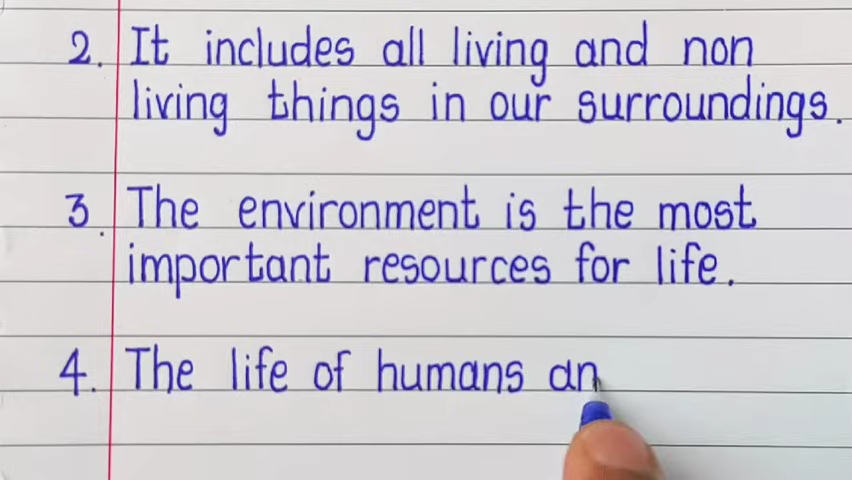 2. It includes all living and non
living things in our surroundings.
3. The environment is the most
important resources for life.
4. The life of humans an